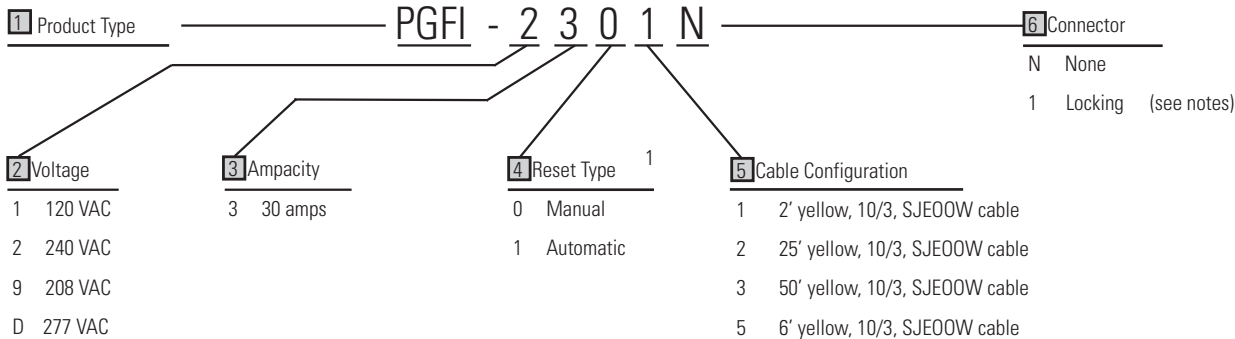 1 Product Type PGFI - 2 3 0 1 N 6 Connector
N None
1 Locking (see notes)
2 Voltage 3 Ampacity 4 Reset Type 1 5 Cable Configuration
1 120 VAC 3 30 amps 0 Manual 1 2' yellow, 10/3, SJEOOW cable
2 240 VAC 1 Automatic 2 25' yellow, 10/3, SJEOOW cable
9 208 VAC 3 50' yellow, 10/3, SJEOOW cable
D 277 VAC 5 6' yellow, 10/3, SJEOOW cable